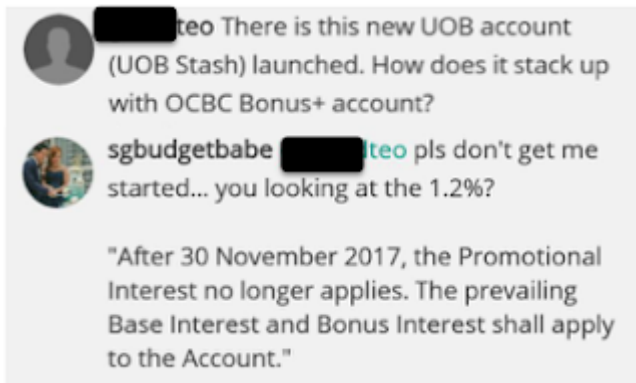 teo There is this new UOB account
(UOB Stash) launched. How does it stack up
with OCBC Bonus+ account?
sgbudgetbabe lteo pls don't get me
started... you looking at the 1.2%?
"After 30 November 2017, the Promotional
Interest no longer applies. The prevailing
Base Interest and Bonus Interest shall apply
to the Account."